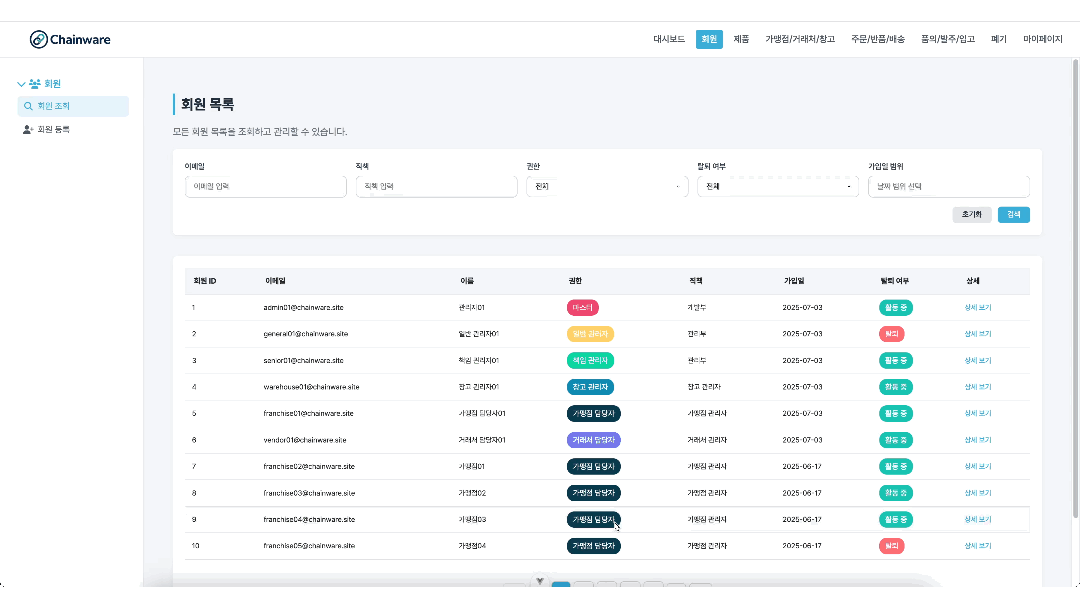 Chainware
대시보드 회원 제품 가맹점/거래처/창고 주문/반품/배송 품의/발주/입고 폐기 마이페이지
회원
회원 조회
회원 등록
회원 목록
모든 회원 목록을 조회하고 관리할 수 있습니다.
이메일 직책 권한 탈퇴 여부 가입일 범위
이메일 입력 직책 입력 전체 전체 날짜 범위 선택
초기화 검색
회원 ID 이메일 이름 권한 직책 가입일 탈퇴 여부 상세
1 admin01@chainware.site 관리자01 마스터 개발부 2025-07-03 활동 중 상세 보기
2 general01@chainware.site 일반 관리자01 일반 관리자 관리부 2025-07-03 탈퇴 상세 보기
3 senior01@chainware.site 책임 관리자01 책임 관리자 관리부 2025-07-03 활동 중 상세 보기
4 warehouse01@chainware.site 창고 관리자01 창고 관리자 창고 관리자 2025-07-03 활동 중 상세 보기
5 franchise01@chainware.site 가맹점 담당자01 가맹점 담당자 가맹점 관리자 2025-07-03 활동 중 상세 보기
6 vendor01@chainware.site 거래처 담당자01 거래처 담당자 거래처 관리자 2025-07-03 활동 중 상세 보기
7 franchise02@chainware.site 가맹점01 가맹점 담당자 가맹점 관리자 2025-06-17 활동 중 상세 보기
8 franchise03@chainware.site 가맹점02 가맹점 담당자 가맹점 관리자 2025-06-17 활동 중 상세 보기
9 franchise04@chainware.site 가맹점03 가맹점 담당자 가맹점 관리자 2025-06-17 활동 중 상세 보기
10 franchise05@chainware.site 가맹점04 가맹점 담당자 가맹점 관리자 2025-06-17 탈퇴 상세 보기